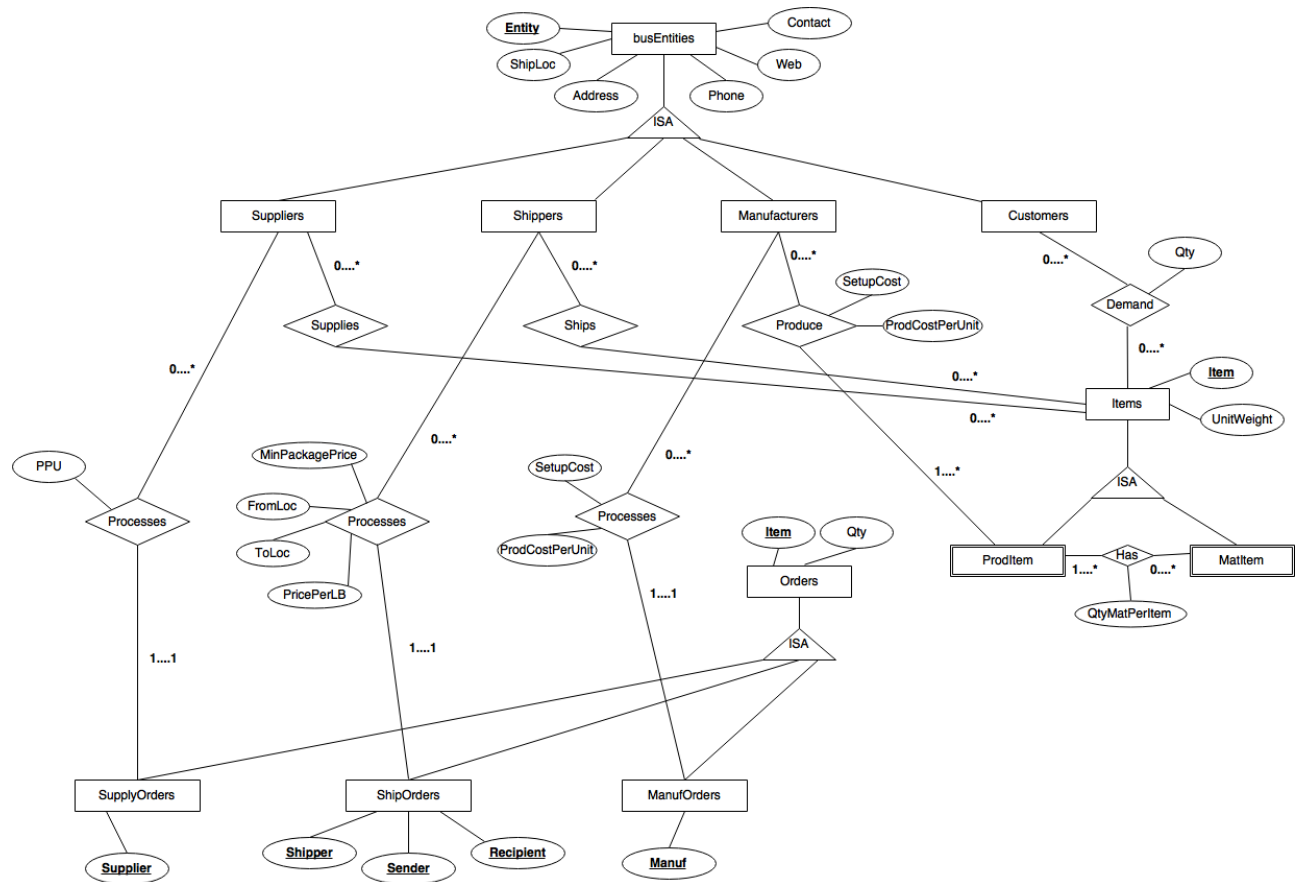 Entity
busEntities
Contact
ShipLoc
Web
Address
Phone
ISA
Suppliers
Shippers
Manufacturers
Customers
0....*
0....*
0....*
0....*
Qty
SetupCost
Supplies
Ships
Produce
ProdCostPerUnit
Demand
0....*
0....*
0....*
Item
Items
0....*
UnitWeight
0....*
MinPackagePrice
0....*
PPU
SetupCost
1....*
ISA
FromLoc
Processes
Processes
Processes
Item
Qty
ToLoc
ProdCostPerUnit
ProdItem
1....*
Has
0....*
MatItem
Orders
PricePerLB
1....1
QtyMatPerItem
ISA
1....1
1....1
SupplyOrders
ShipOrders
ManufOrders
Shipper
Recipient
Supplier
Sender
Manuf